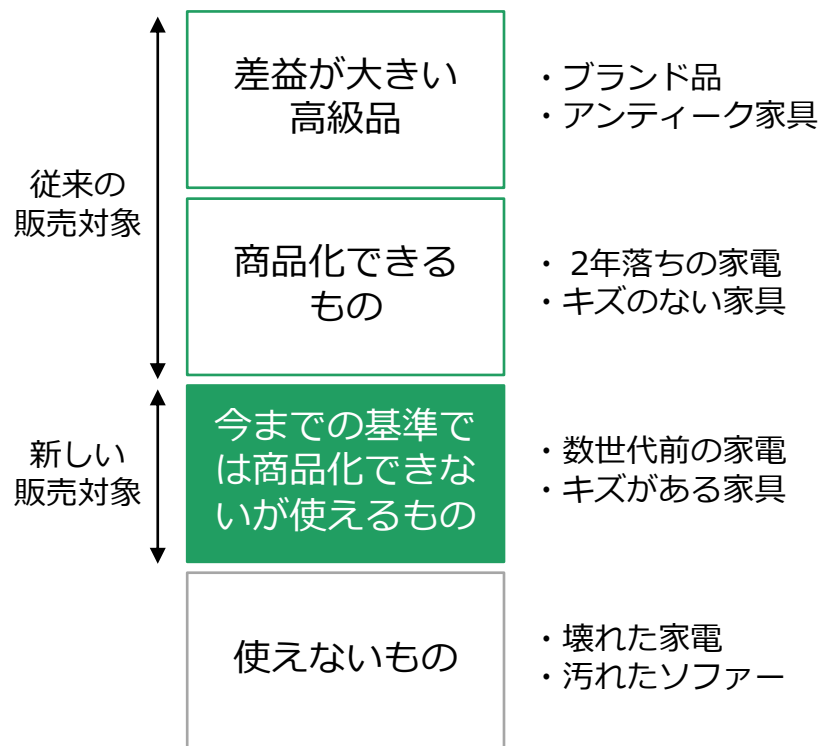 差益が大きい
高級品
・ブランド品
・アンティーク家具
従来の
販売対象
商品化できる
もの
・ 2年落ちの家電
・キズのない家具
新しい
販売対象
今までの基準で
は商品化できな
いが使えるもの
・数世代前の家電
・キズがある家具
使えないもの
・壊れた家電
・汚れたソファー